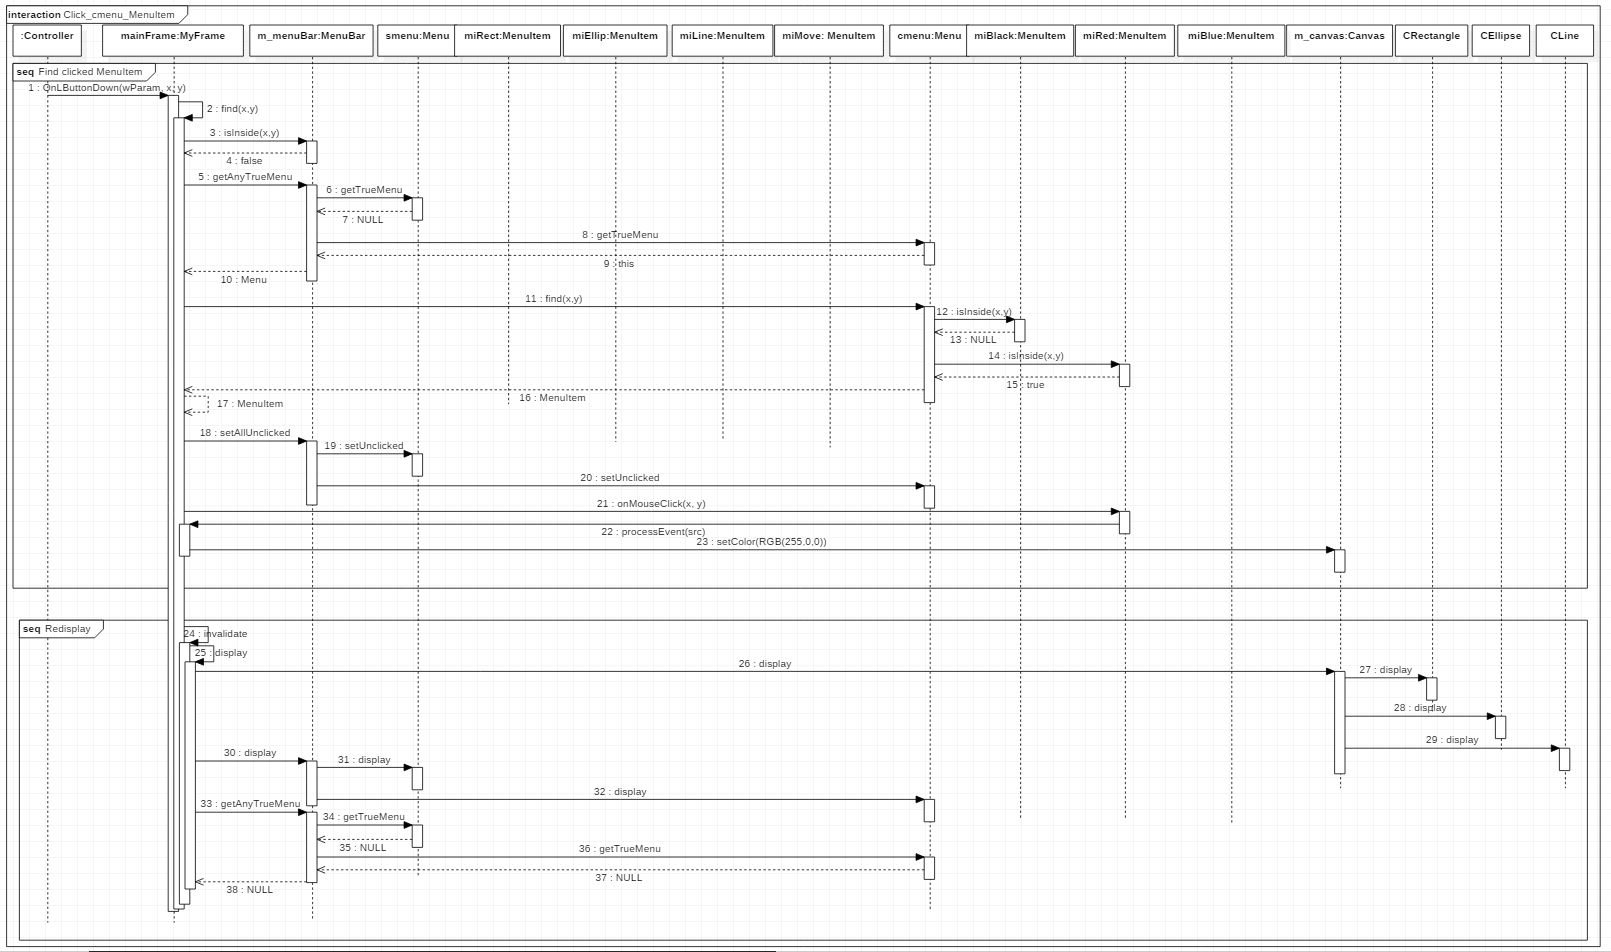 interaction Click_cmenu_MenuItem
:Controller
mainFrame:MyFrame
m_menuBar:MenuBar
smenu:Menu
miRect:MenuItem
miEllip:MenuItem
miLine:MenuItem
miMove: MenuItem
cmenu:Menu
miBlack:MenuItem
miRed:MenuItem
miBlue:MenuItem
m_canvas:Canvas
CRectangle
CEllipse
CLine
seq Find clicked MenuItem
1 : OnLButtonDown(wParam, x, y)
2 : find(x,y)
3 : isInside(x,y)
4 : false
5 : getAnyTrueMenu
6 : getTrueMenu
7 : NULL
8 : getTrueMenu
9 : this
10 : Menu
11 : find(x,y)
12 : isInside(x,y)
13 : NULL
14 : isInside(x,y)
15 : true
16 : MenuItem
17 : MenuItem
18 : setAllUnclicked
19 : setUnclicked
20 : setUnclicked
21 : onMouseClick(x, y)
22 : processEvent(src)
23 : setColor(RGB(255,0,0))
seq Redisplay
24 : invalidate
25 : display
26 : display
27 : display
28 : display
29 : display
30 : display
31 : display
32 : display
33 : getAnyTrueMenu
34 : getTrueMenu
35 : NULL
36 : getTrueMenu
37 : NULL
38 : NULL